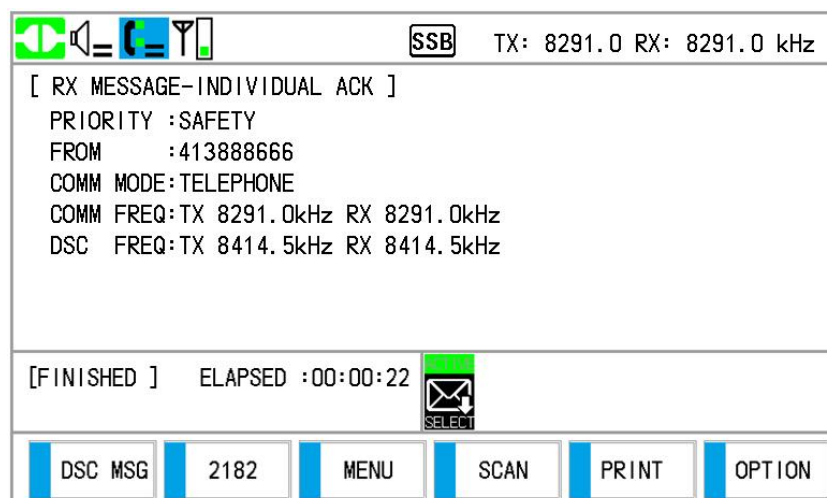 SSB TX: 8291.0 RX: 8291.0 kHz
[ RX MESSAGE-INDIVIDUAL ACK ]
PRIORITY :SAFETY
FROM :413888666
COMM MODE:TELEPHONE
COMM FREQ:TX 8291.0kHz RX 8291.0kHz
DSC FREQ:TX 8414.5kHz RX 8414.5kHz
[FINISHED ] ELAPSED :00:00:22
SELECT
DSC MSG 2182 MENU SCAN PRINT OPTION